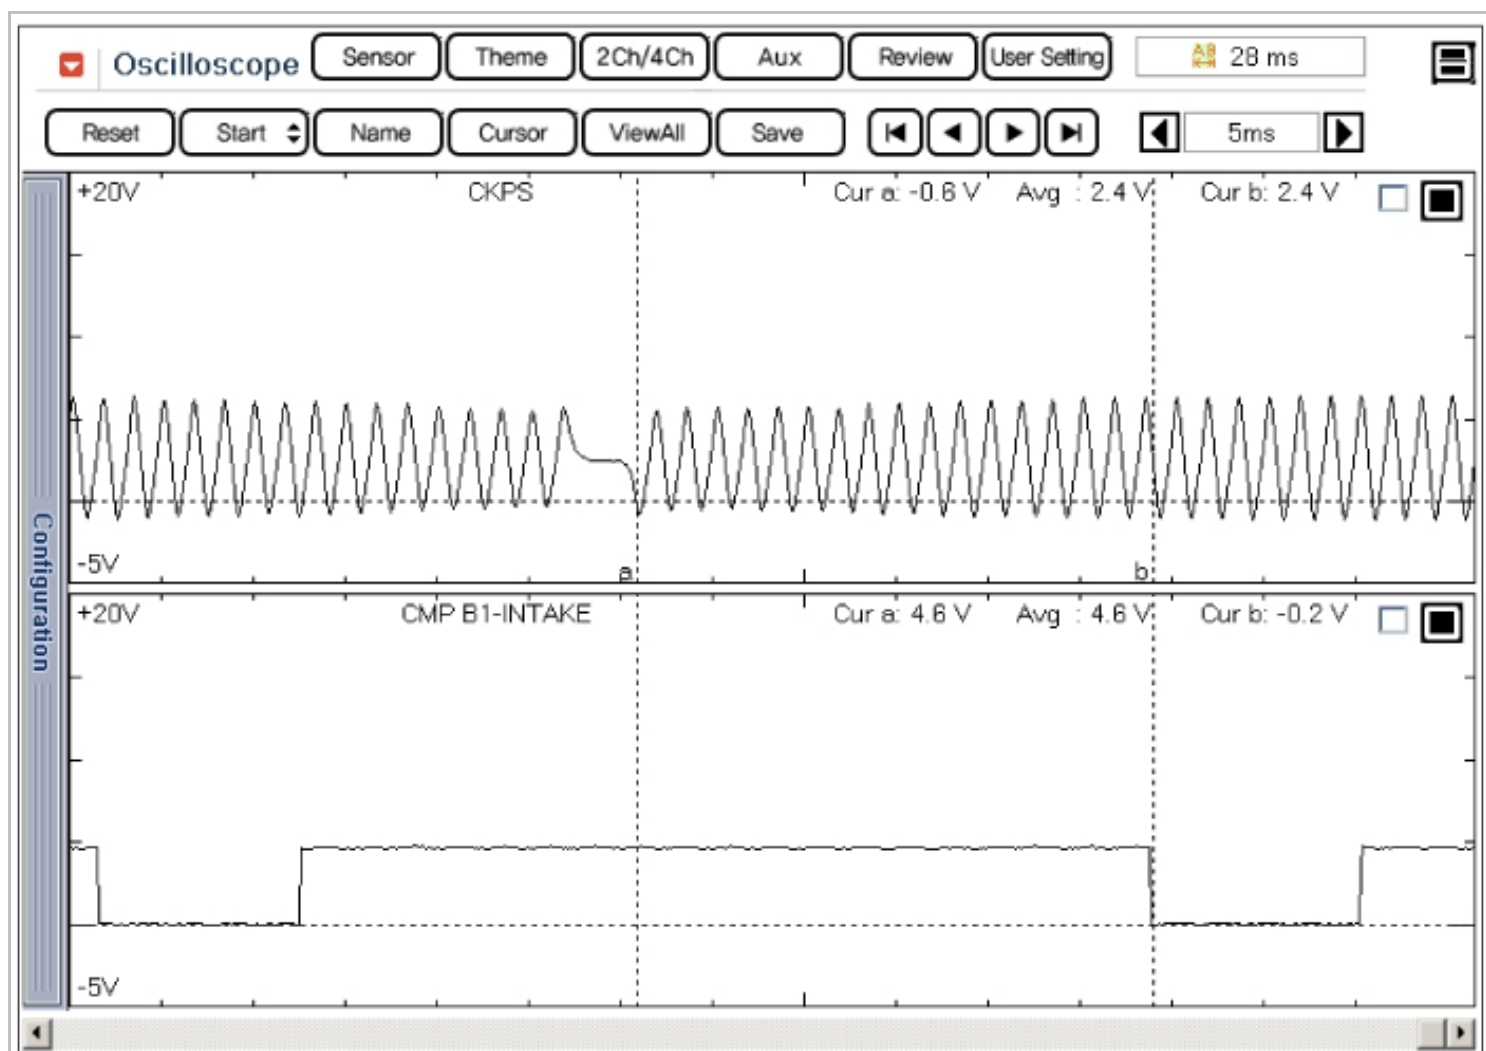 Oscilloscope Sensor Theme 2Ch/4Ch Aux Review User Setting AB 28 ms
Reset Start Name Cursor ViewAll Save 5ms
+20V CKPS Cur a: -0.6 V Avg : 2.4 V Cur b: 2.4 V
-5V a b
Configuration
+20V CMP B1-INTAKE Cur a: 4.6 V Avg : 4.6 V Cur b: -0.2 V
-5V